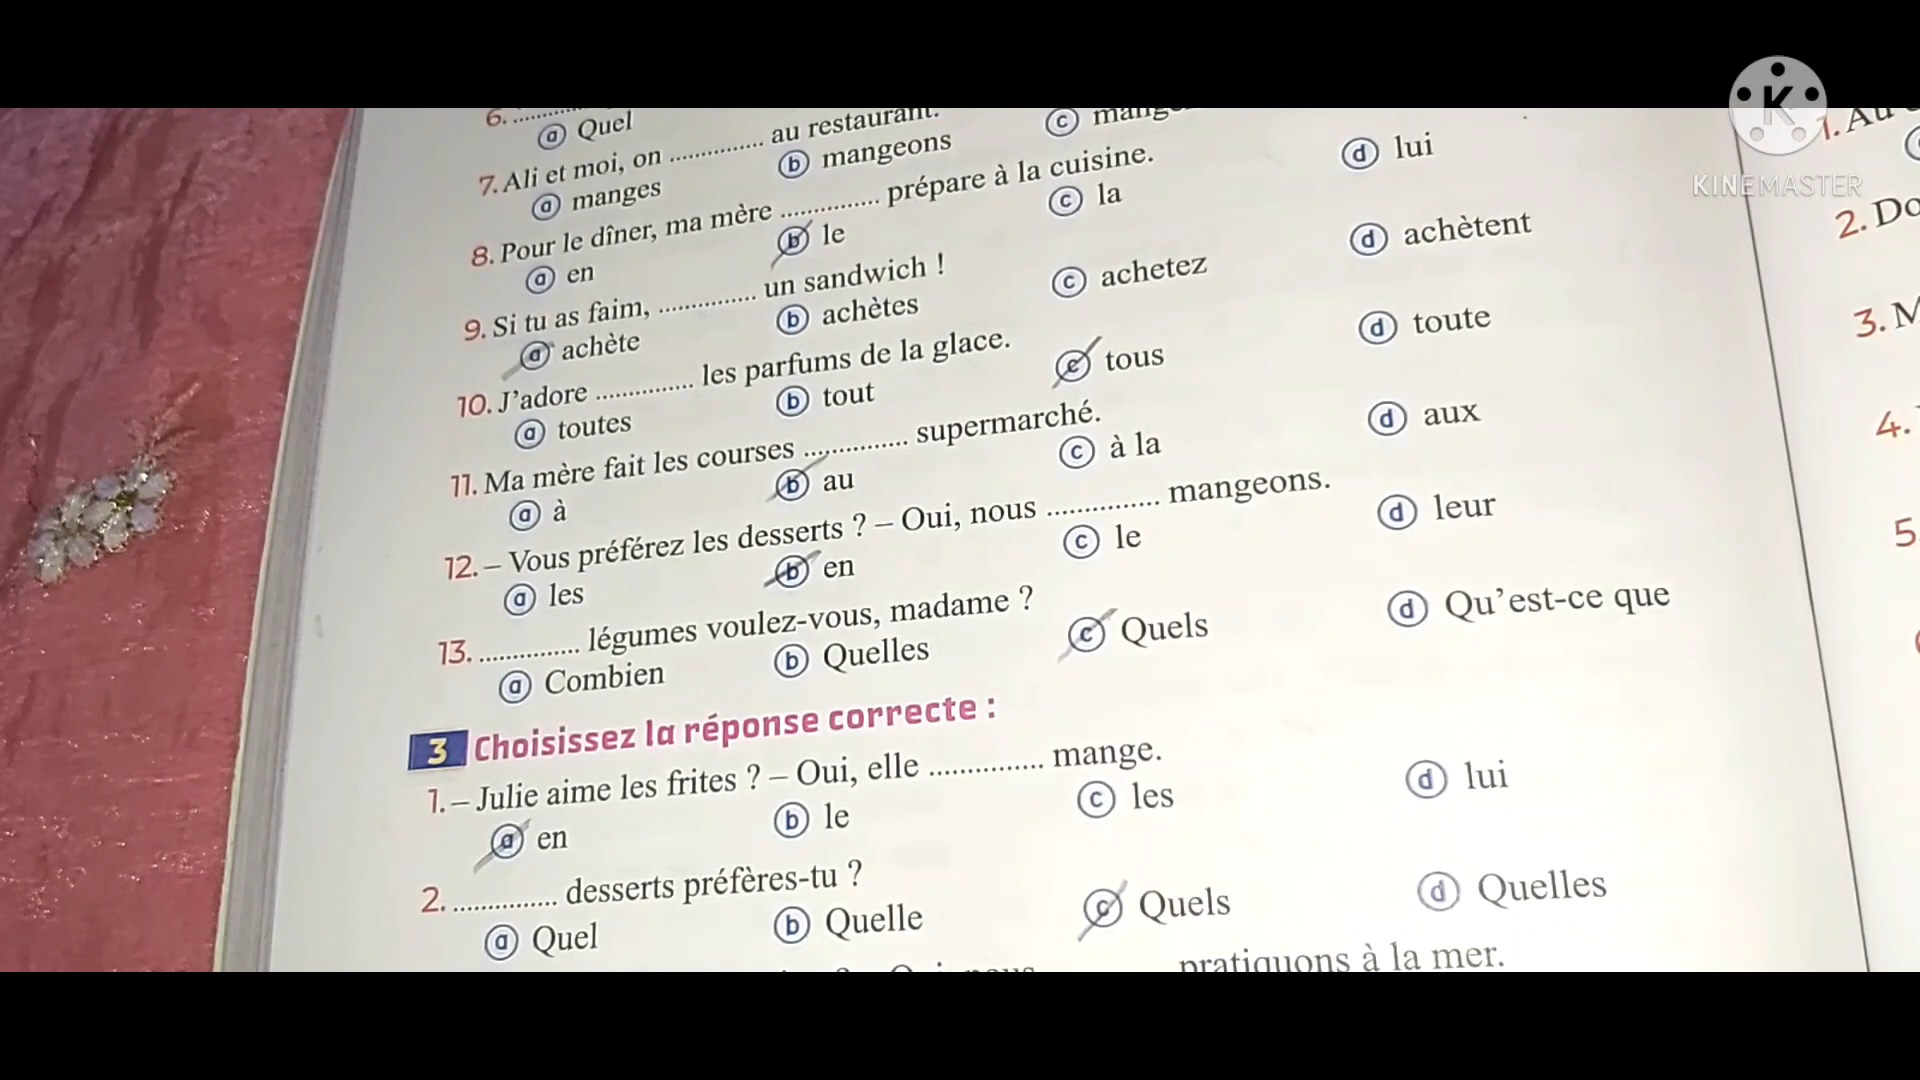 6. ............
ⓐ Quel
7. Ali et moi, on .............. au restaurant.
ⓐ manges ⓑ mangeons ⓒ
8. Pour le dîner, ma mère .............. prépare à la cuisine.
ⓐ en ⓑ le ⓒ la ⓓ lui
9. Si tu as faim, .............. un sandwich !
ⓐ achète ⓑ achètes ⓒ achetez ⓓ achètent
10. J'adore .............. les parfums de la glace.
ⓐ toutes ⓑ tout ⓒ tous ⓓ toute
11. Ma mère fait les courses .............. supermarché.
ⓐ à ⓑ au ⓒ à la ⓓ aux
12. – Vous préférez les desserts ? – Oui, nous .............. mangeons.
ⓐ les ⓑ en ⓒ le ⓓ leur
13. .............. légumes voulez-vous, madame ?
ⓐ Combien ⓑ Quelles ⓒ Quels ⓓ Qu'est-ce que
3 Choisissez la réponse correcte :
1. – Julie aime les frites ? – Oui, elle .............. mange.
ⓐ en ⓑ le ⓒ les ⓓ lui
2. .............. desserts préfères-tu ?
ⓐ Quel ⓑ Quelle ⓒ Quels ⓓ Quelles
pratiquons à la mer.
1. Au
2. Do
3. M
4.
5
K
KINEMASTER